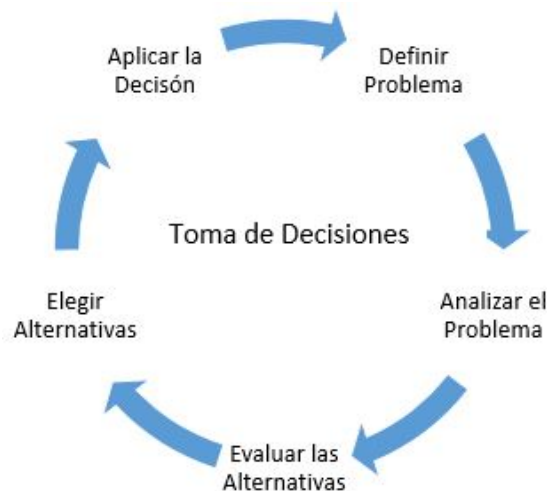 Toma de Decisiones
Definir
Problema
Analizar el
Problema
Evaluar las
Alternativas
Elegir
Alternativas
Aplicar la
Decisón